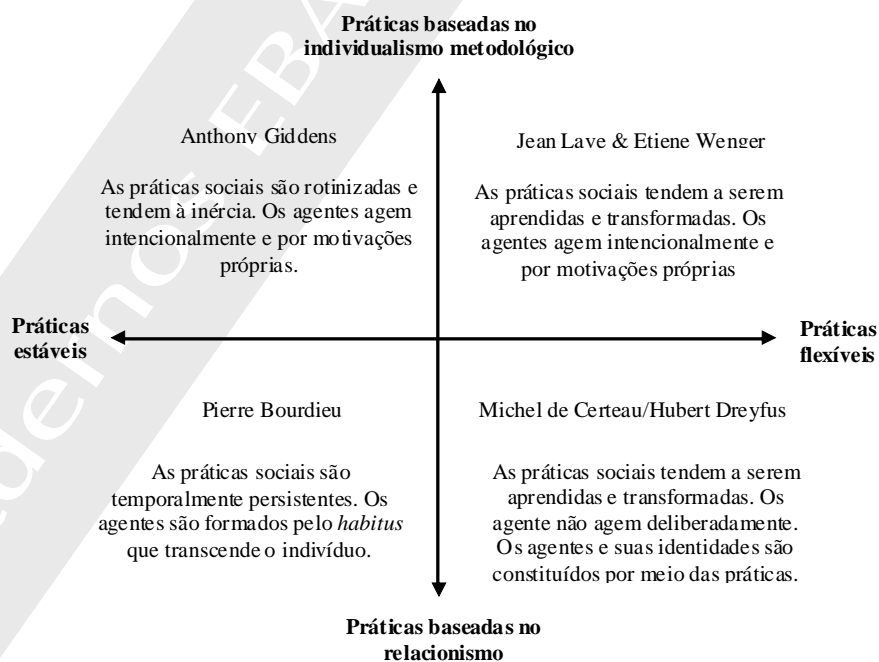 Práticas baseadas no
individualismo metodológico
Anthony Giddens
As práticas sociais são rotinizadas e
tendem à inércia. Os agentes agem
intencionalmente e por motivações
próprias.
Jean Lave & Etiene Wenger
As práticas sociais tendem a serem
aprendidas e transformadas. Os
agentes agem intencionalmente e
por motivações próprias
Práticas
estáveis
Práticas
flexíveis
Pierre Bourdieu
As práticas sociais são
temporalmente persistentes. Os
agentes são formados pelo habitus
que transcende o indivíduo.
Michel de Certeau/Hubert Dreyfus
As práticas sociais tendem a serem
aprendidas e transformadas. Os
agente não agem deliberadamente.
Os agentes e suas identidades são
constituídos por meio das práticas.
Práticas baseadas no
relacionismo